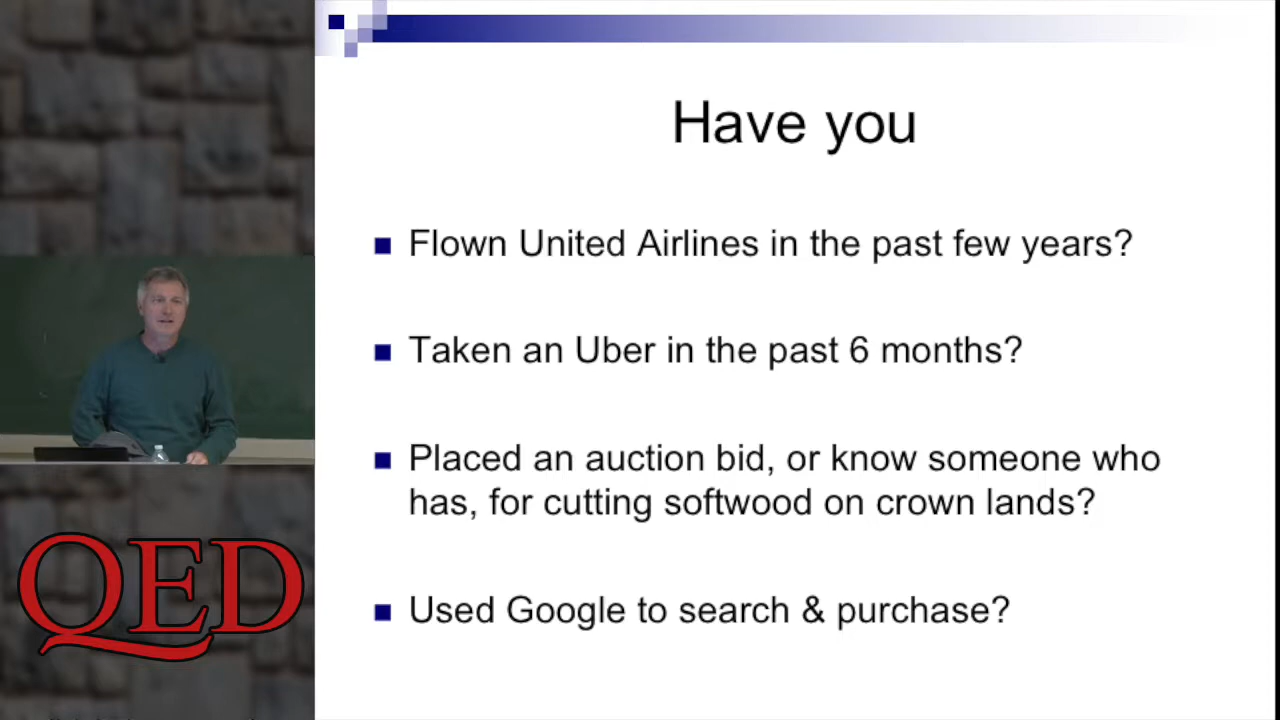 Have you
Flown United Airlines in the past few years?
Taken an Uber in the past 6 months?
Placed an auction bid, or know someone who
has, for cutting softwood on crown lands?
Used Google to search & purchase?
QED